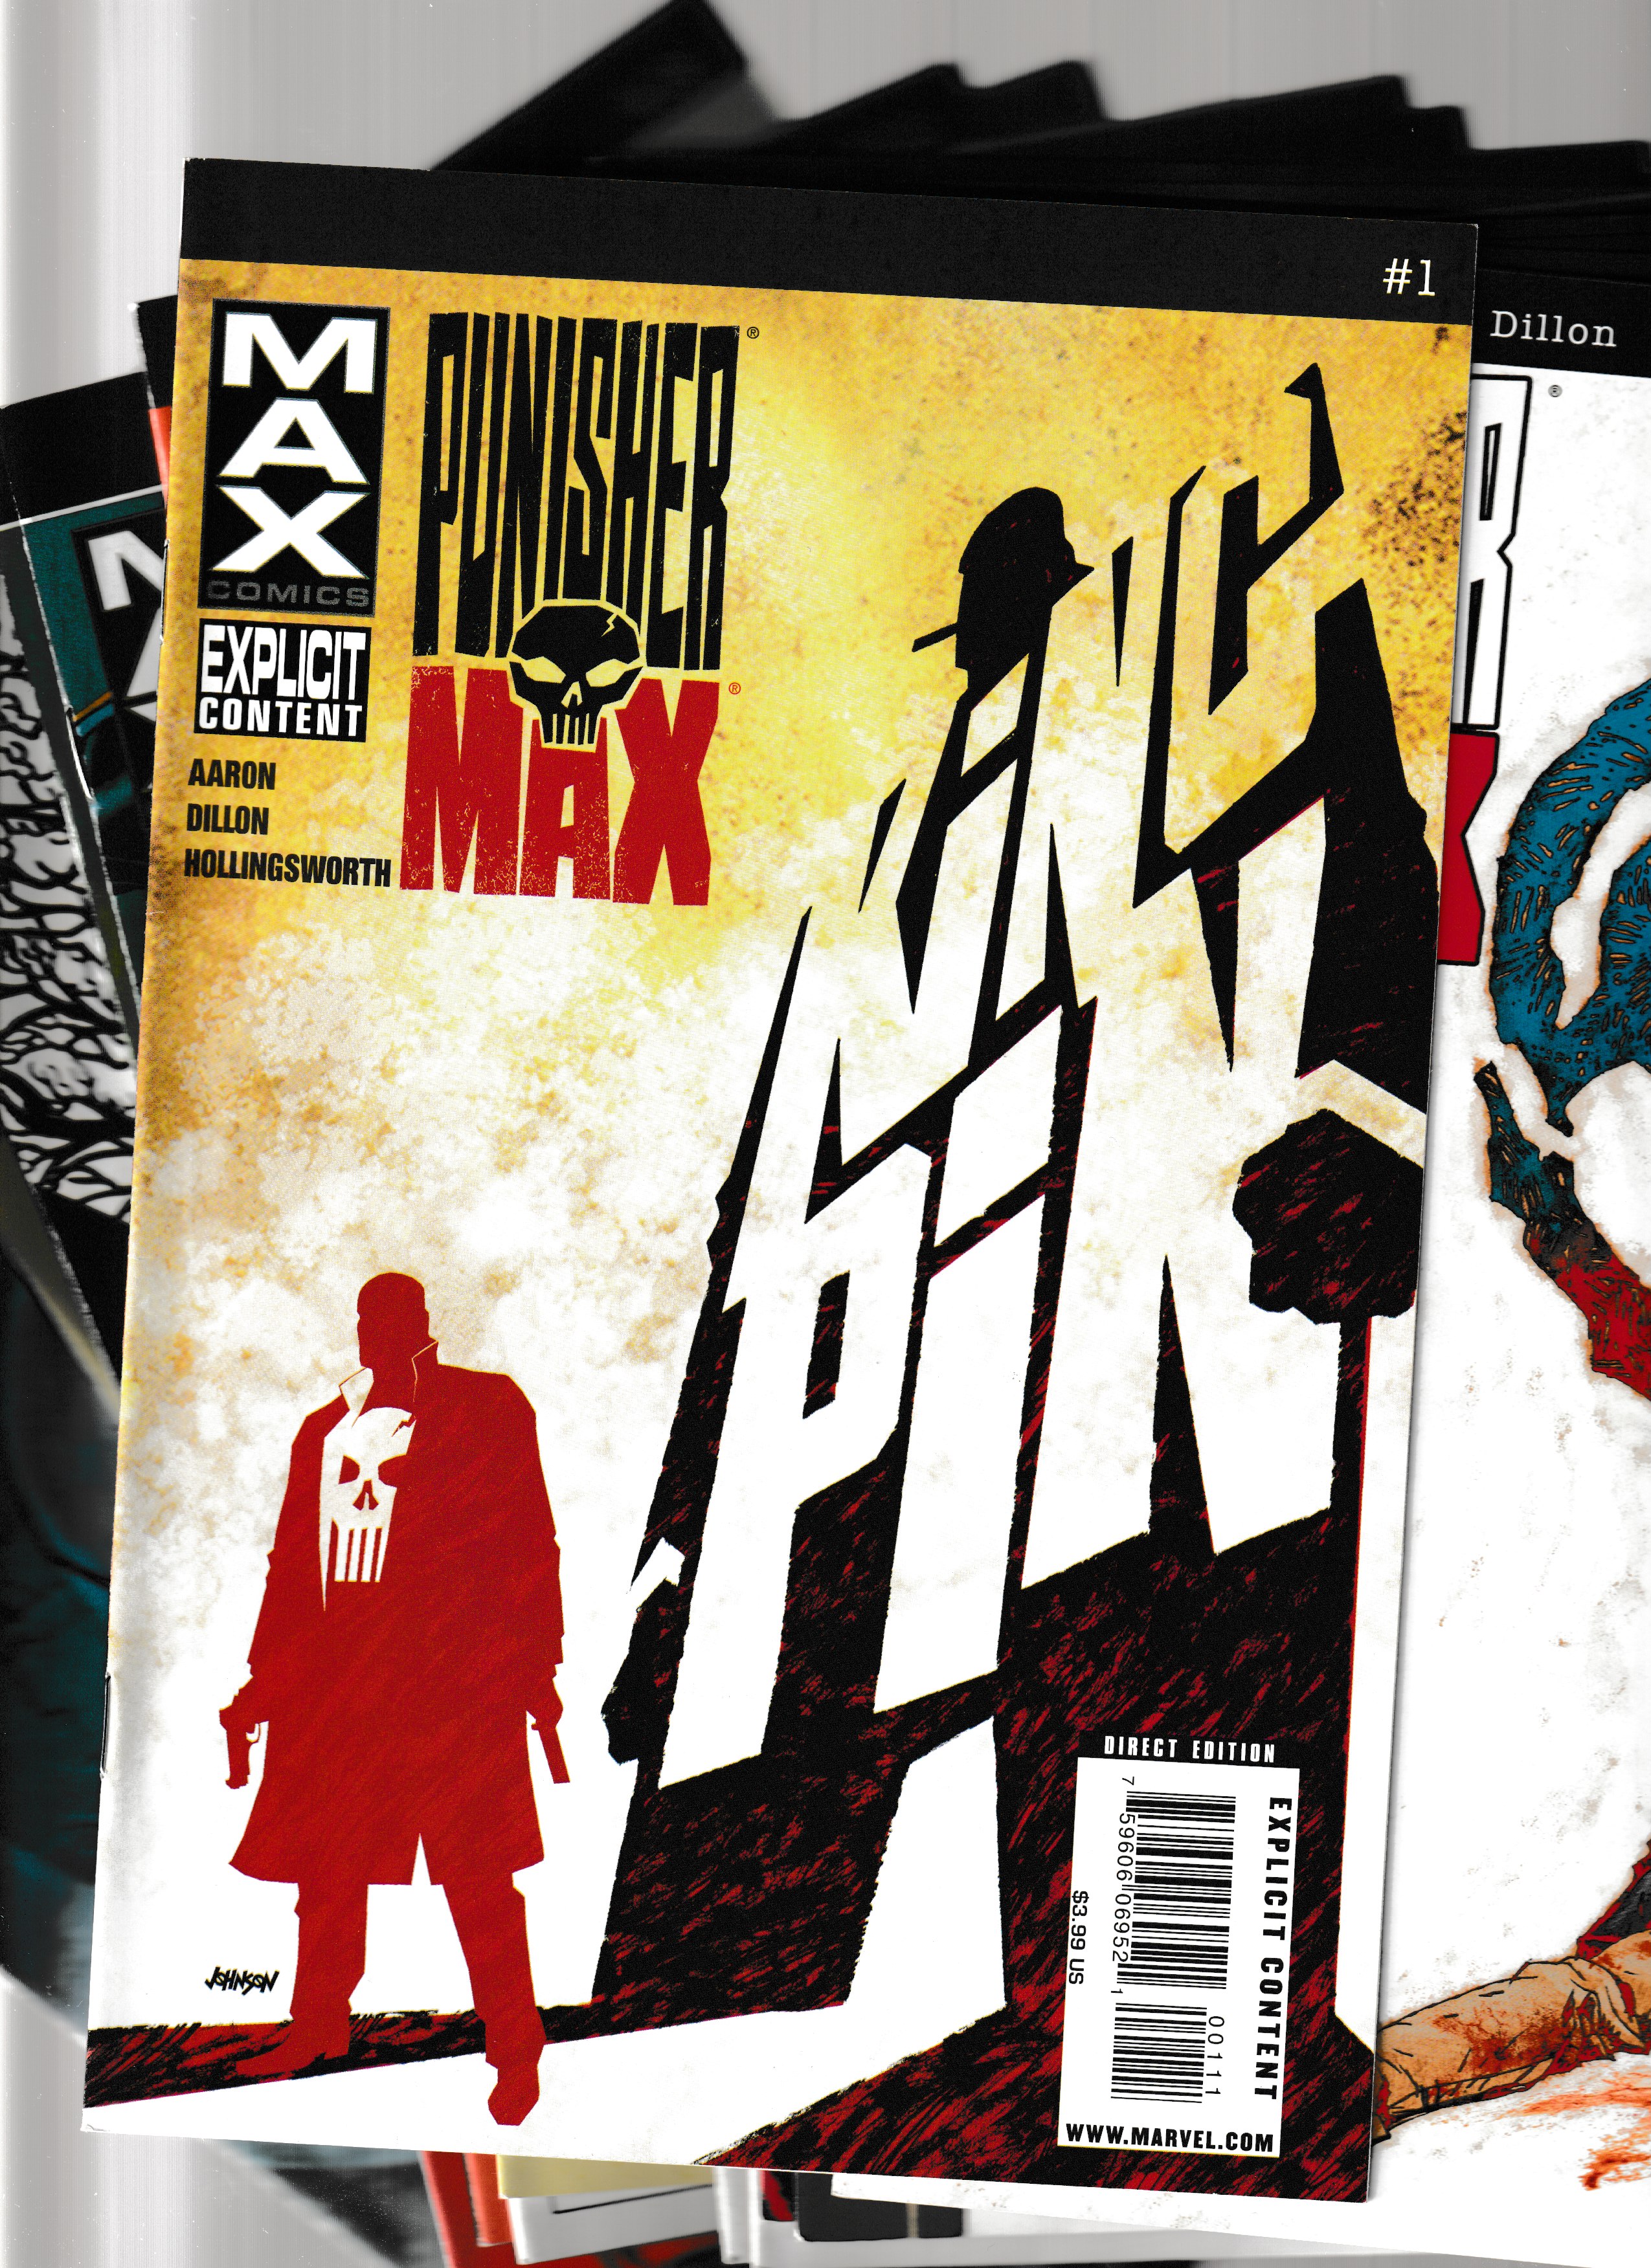 #1
Dillon
MAX
COMICS
EXPLICIT
CONTENT
AARON
DILLON
HOLLINGSWORTH
PUNISHER®
MAX®
KINGPIN
JOHNSON
DIRECT EDITION
7 59606 06952 1
00111
$3.99 US
EXPLICIT CONTENT
WWW.MARVEL.COM